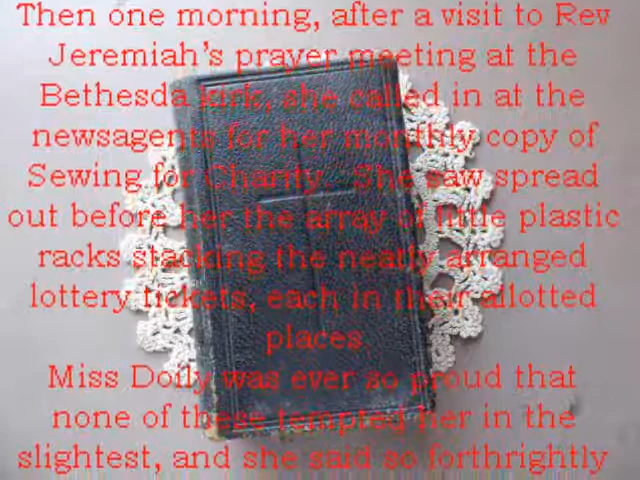 Then one morning, after a visit to Rev
Jeremiah's prayer meeting at the
Bethesda kirk, she called in at the
newsagents for her monthly copy of
Sewing for Charity.  She saw spread
out before her the array of little plastic
racks stacking the neatly arranged
lottery tickets, each in their allotted
places.
Miss Doily was ever so proud that
none of these tempted her in the
slightest, and she said so forthrightly